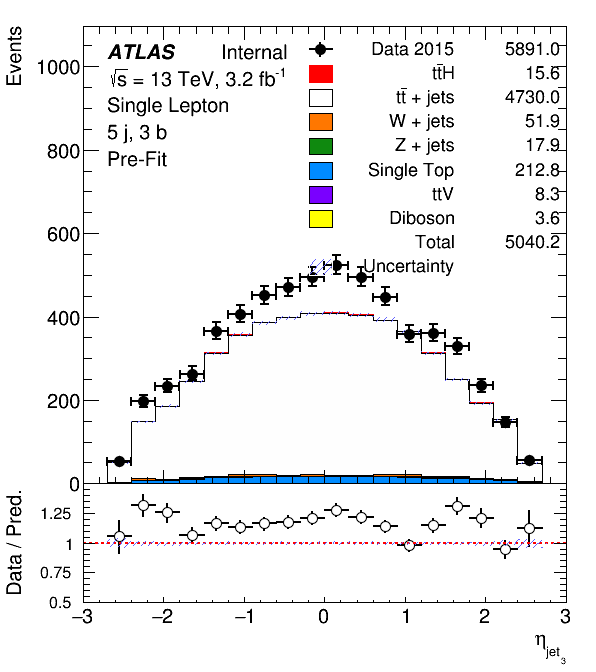 Events
ATLAS Internal
√s = 13 TeV, 3.2 fb⁻¹
Single Lepton
5 j, 3 b
Pre-Fit
Data 2015 5891.0
tt̄H 15.6
tt̄ + jets 4730.0
W + jets 51.9
Z + jets 17.9
Single Top 212.8
ttV 8.3
Diboson 3.6
Total 5040.2
Uncertainty
1000
800
600
400
200
0
Data / Pred.
1.25
1
0.75
0.5
−3 −2 −1 0 1 2 3
η_jet_3